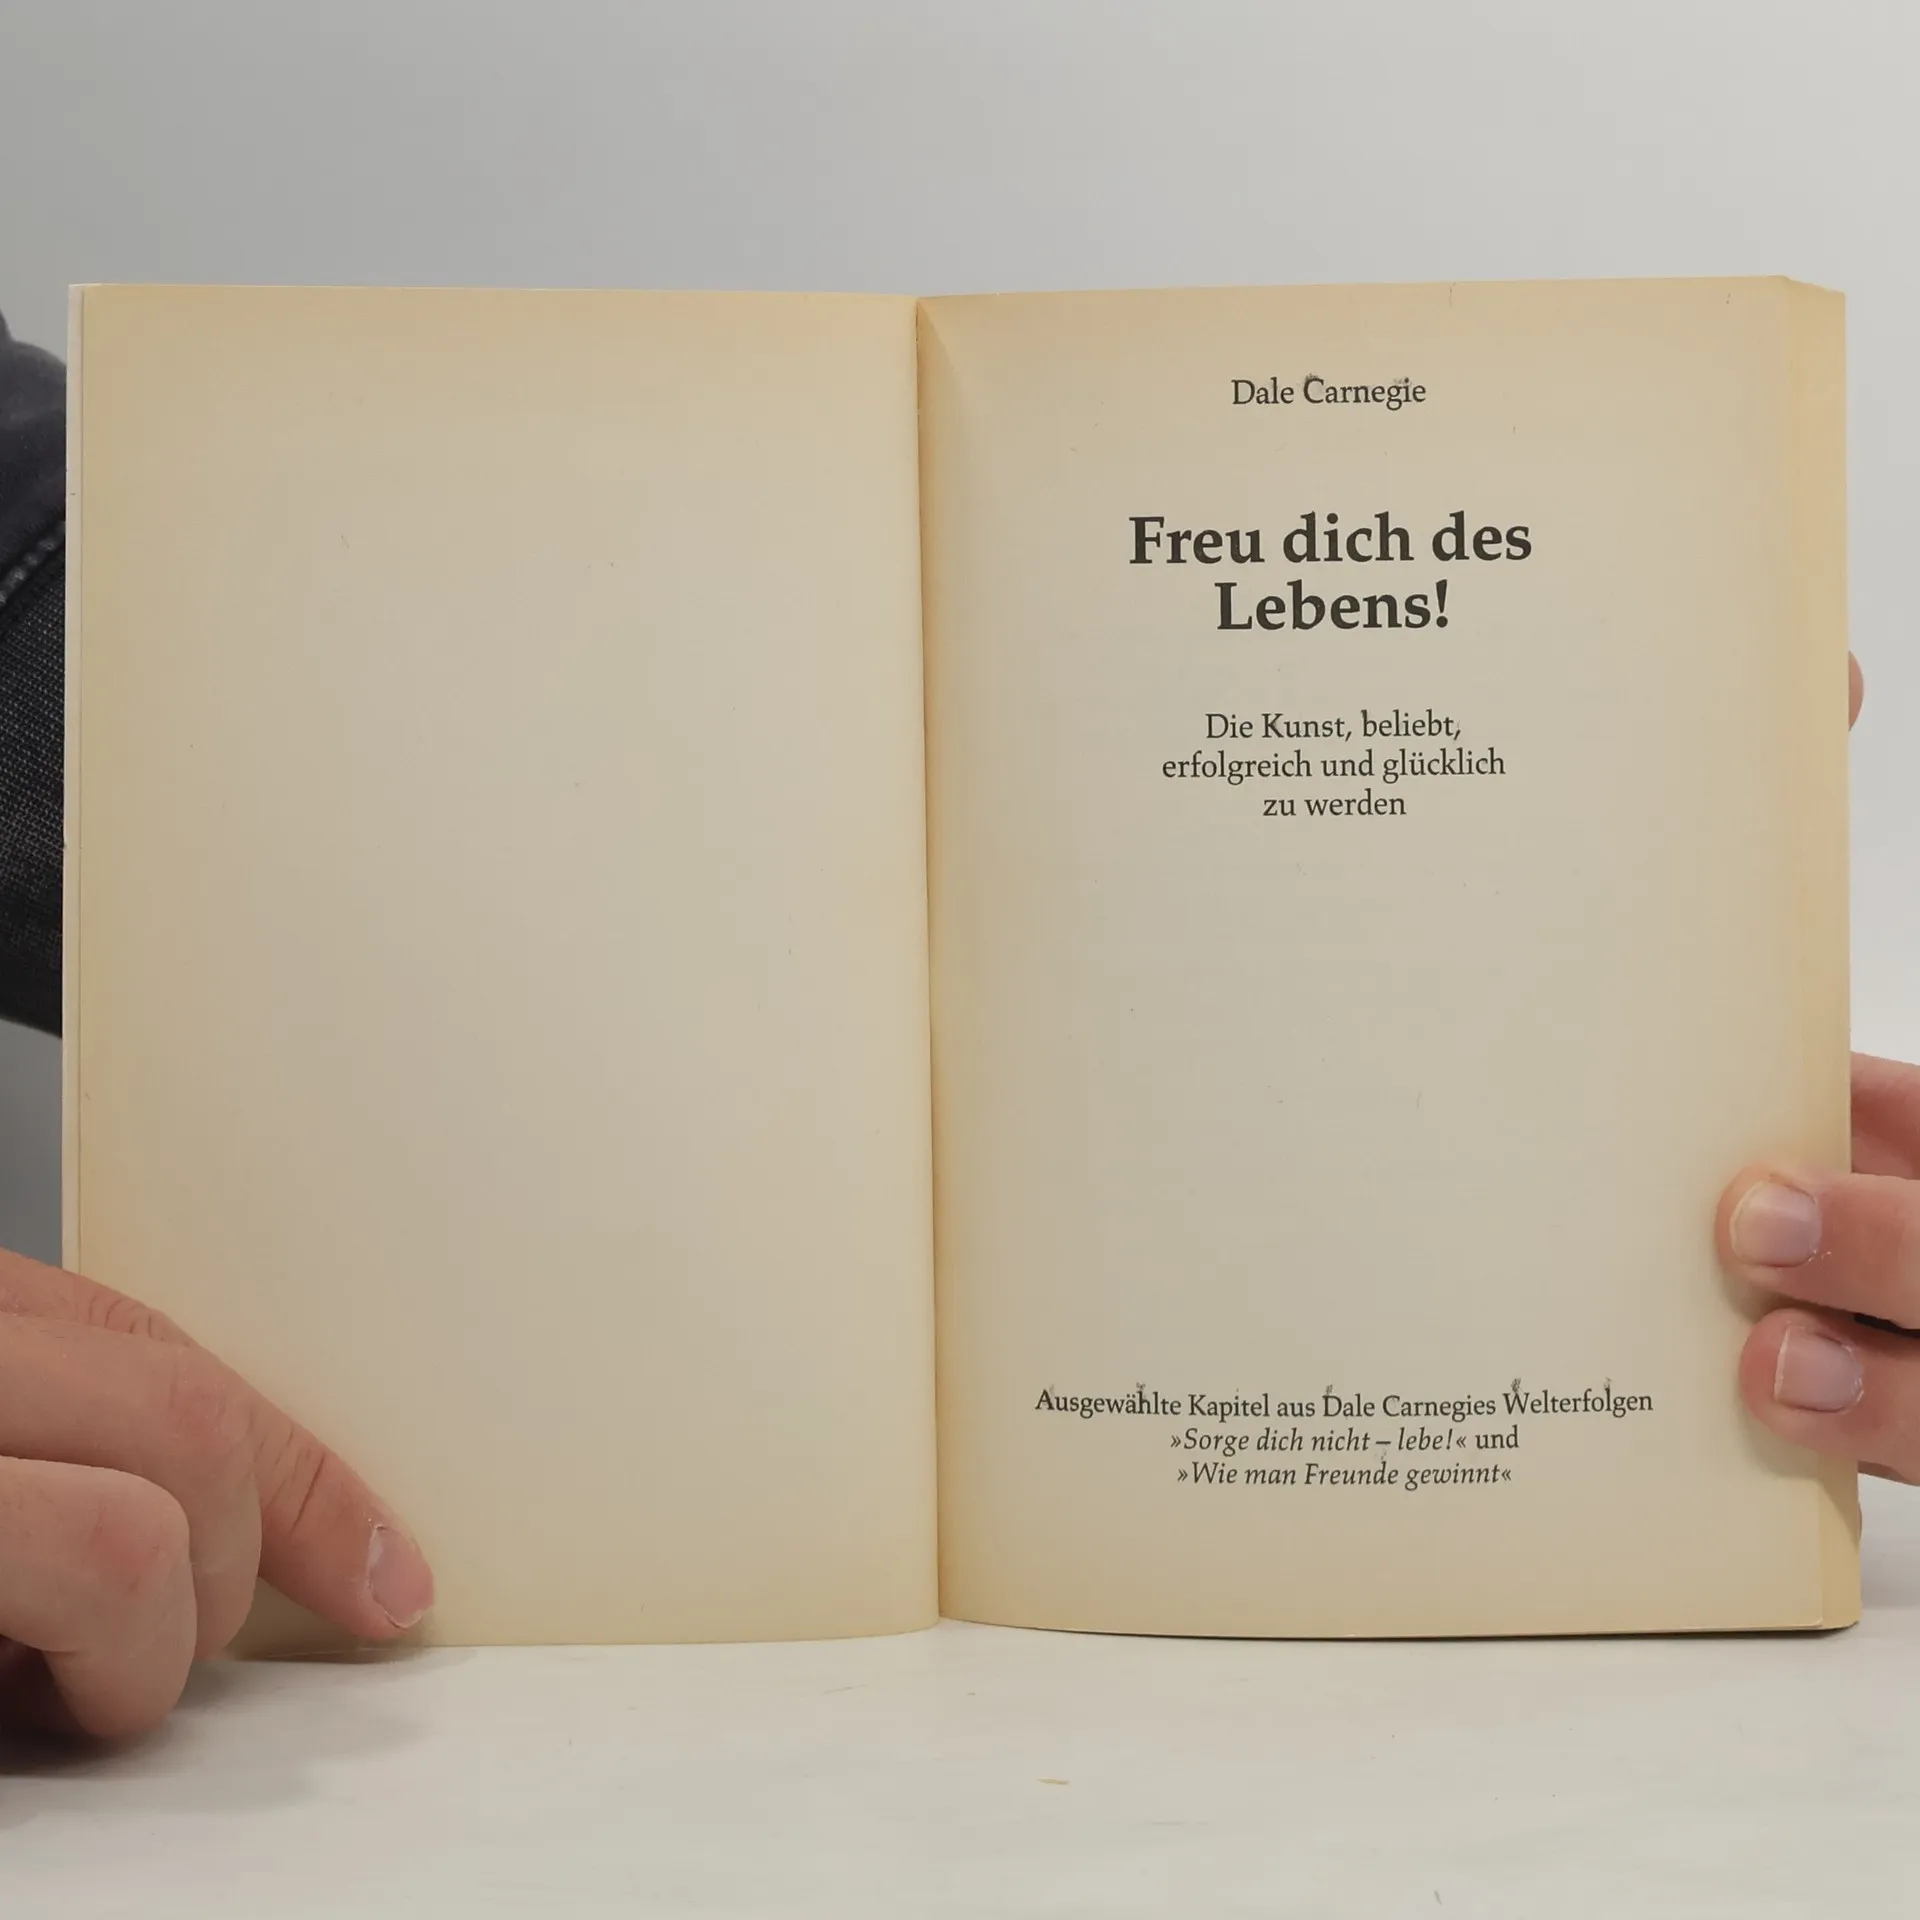 Dale Carnegie
Freu dich des
Lebens!
Die Kunst, beliebt,
erfolgreich und glücklich
zu werden
Ausgewählte Kapitel aus Dale Carnegies Welterfolgen
»Sorge dich nicht – lebe!« und
»Wie man Freunde gewinnt«